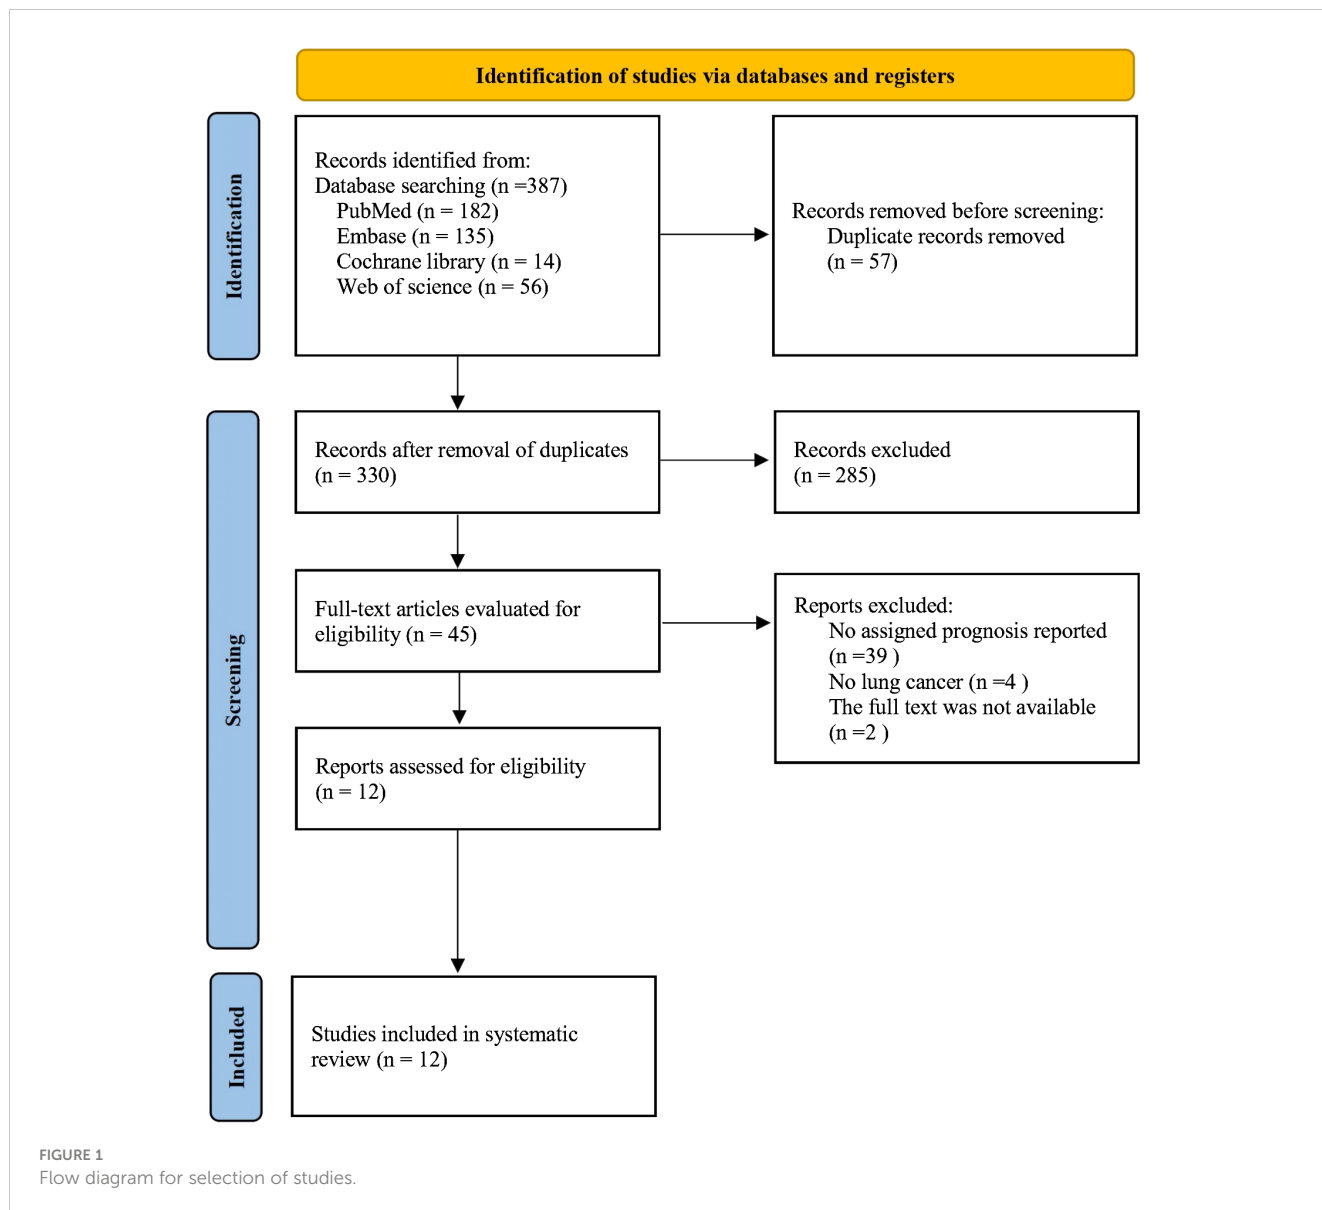 Identification of studies via databases and registers
Identification
Records identified from:
Database searching (n =387)
PubMed (n = 182)
Embase (n = 135)
Cochrane library (n = 14)
Web of science (n = 56)
Records removed before screening:
Duplicate records removed
(n = 57)
Screening
Records after removal of duplicates
(n = 330)
Records excluded
(n = 285)
Full-text articles evaluated for
eligibility (n = 45)
Reports excluded:
No assigned prognosis reported
(n =39 )
No lung cancer (n =4 )
The full text was not available
(n =2 )
Reports assessed for eligibility
(n = 12)
Included
Studies included in systematic
review (n = 12)
FIGURE 1
Flow diagram for selection of studies.